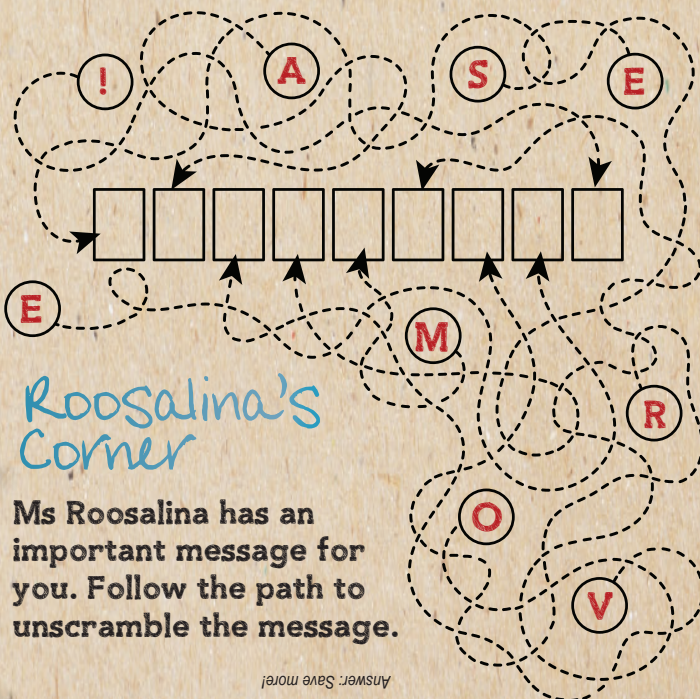 !
A
S
E
E
M
R
O
V
Roosalina's
Corner
Ms Roosalina has an
important message for
you. Follow the path to
unscramble the message.
Answer: Save more!